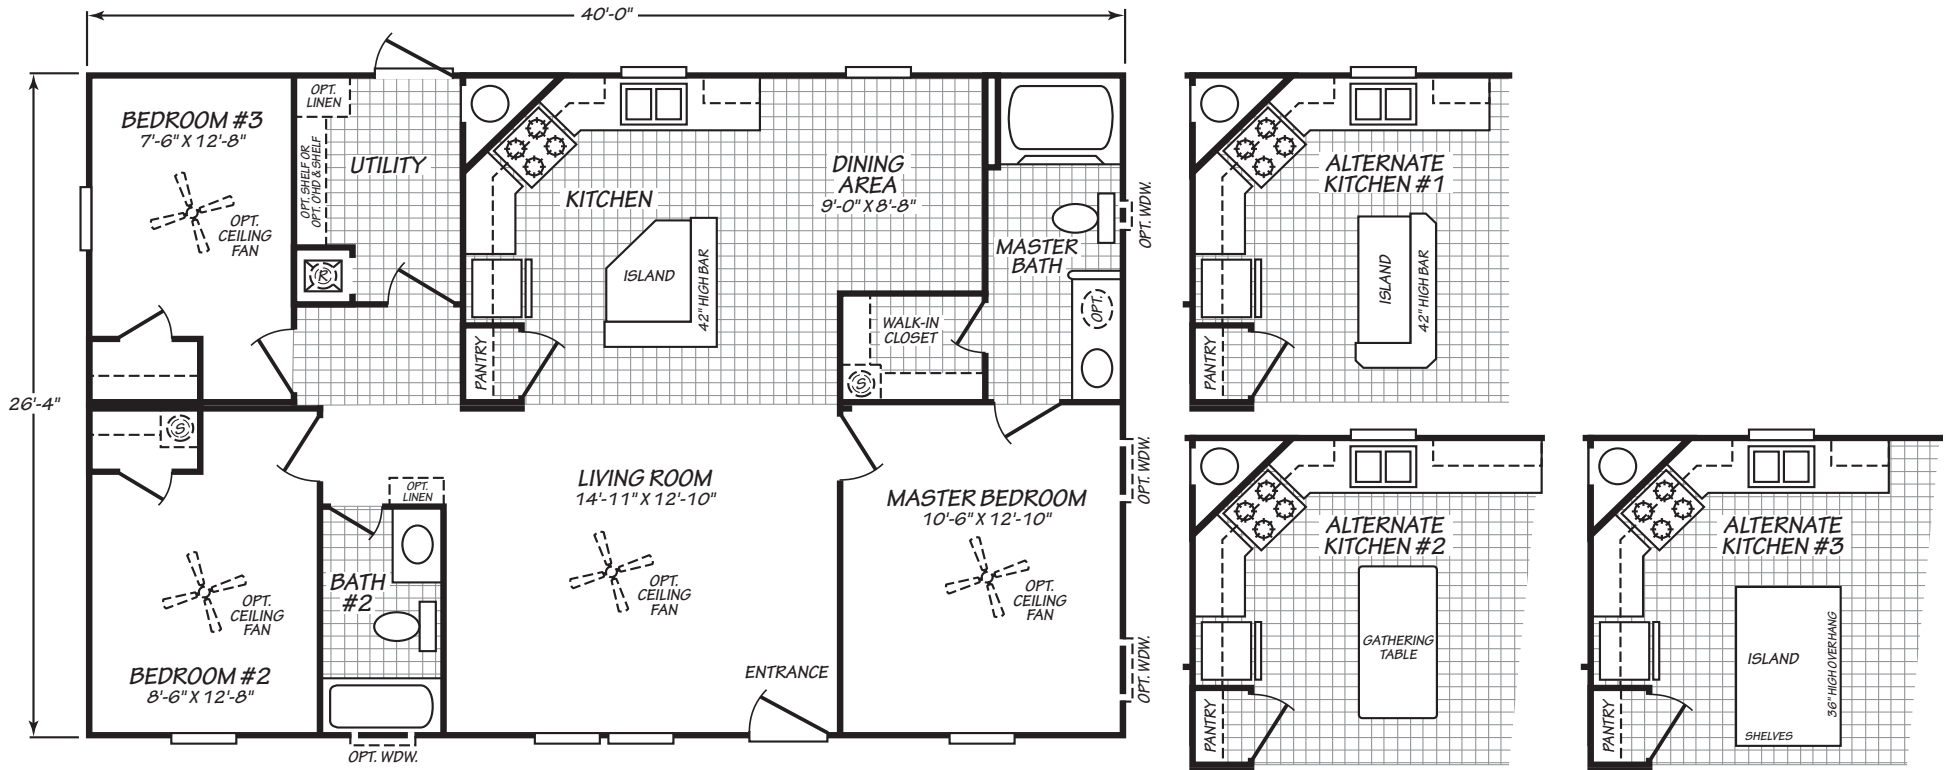 40'-0"
26'-4"
BEDROOM #3
7'-6" X 12'-8"
OPT.
CEILING
FAN
OPT.
LINEN
OPT. SHELF OR
OPT. O'HD & SHELF
UTILITY
R
KITCHEN
ISLAND
42" HIGH BAR
PANTRY
DINING
AREA
9'-0" X 8'-8"
WALK-IN
CLOSET
S
MASTER
BATH
OPT.
OPT. WDW.
S
BEDROOM #2
8'-6" X 12'-8"
OPT.
CEILING
FAN
OPT.
LINEN
BATH
#2
OPT. WDW.
LIVING ROOM
14'-11" X 12'-10"
OPT.
CEILING
FAN
ENTRANCE
MASTER BEDROOM
10'-6" X 12'-10"
OPT.
CEILING
FAN
OPT. WDW.
OPT. WDW.
ALTERNATE
KITCHEN #1
ISLAND
42" HIGH BAR
PANTRY
ALTERNATE
KITCHEN #2
GATHERING
TABLE
PANTRY
ALTERNATE
KITCHEN #3
ISLAND
36" HIGH OVERHANG
SHELVES
PANTRY